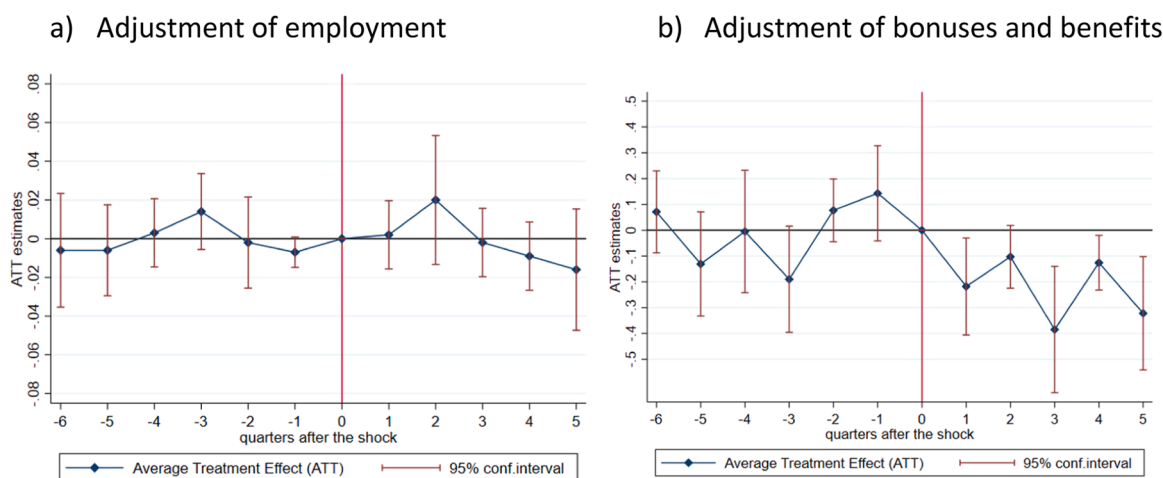 a) Adjustment of employment
.08
.06
.04
.02
0
-.02
-.04
-.06
-.08
ATT estimates
-6 -5 -4 -3 -2 -1 0 1 2 3 4 5
quarters after the shock
Average Treatment Effect (ATT) 95% conf.interval
b) Adjustment of bonuses and benefits
.5
.4
.3
.2
.1
0
-.1
-.2
-.3
-.4
-.5
ATT estimates
-6 -5 -4 -3 -2 -1 0 1 2 3 4 5
quarters after the shock
Average Treatment Effect (ATT) 95% conf.interval